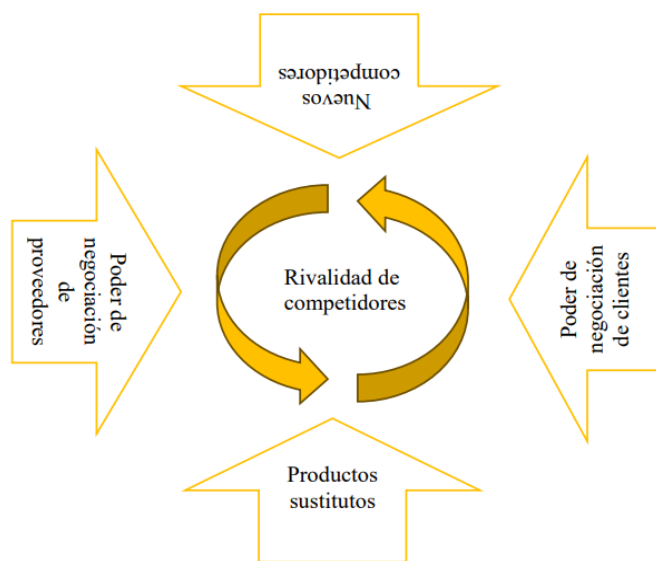 Nuevos
competidores
Poder de
negociación
de
proveedores
Rivalidad de
competidores
Poder de
negociación
de clientes
Productos
sustitutos